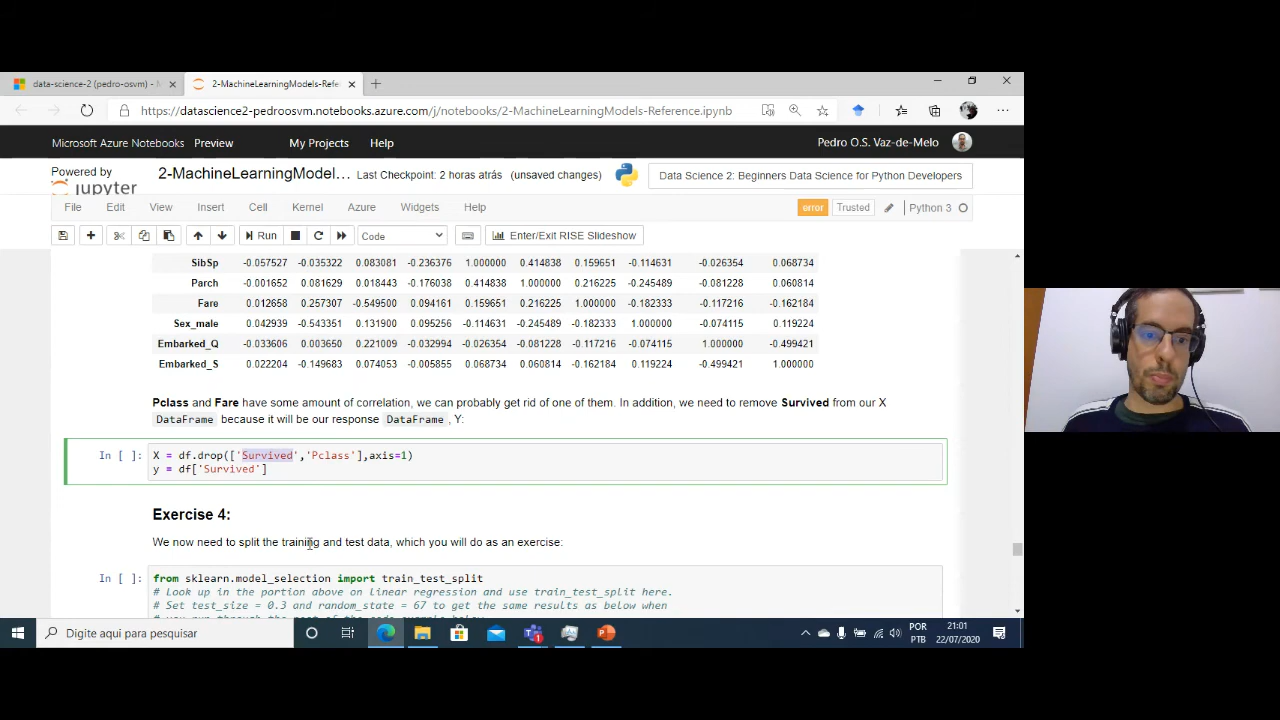 data-science-2 (pedro-osvm) -
2-MachineLearningModels-Refe
https://datascience2-pedroosvm.notebooks.azure.com/j/notebooks/2-MachineLearningModels-Reference.ipynb
Microsoft Azure Notebooks Preview My Projects Help Pedro O.S. Vaz-de-Melo
Powered by
jupyter
2-MachineLearningModel... Last Checkpoint: 2 horas atrás (unsaved changes) Data Science 2: Beginners Data Science for Python Developers
File Edit View Insert Cell Kernel Azure Widgets Help error Trusted Python 3
Run Code Enter/Exit RISE Slideshow
SibSp -0.057527 -0.035322 0.083081 -0.236376 1.000000 0.414838 0.159651 -0.114631 -0.026354 0.068734
Parch -0.001652 0.081629 0.018443 -0.176038 0.414838 1.000000 0.216225 -0.245489 -0.081228 0.060814
Fare 0.012658 0.257307 -0.549500 0.094161 0.159651 0.216225 1.000000 -0.182333 -0.117216 -0.162184
Sex_male 0.042939 -0.543351 0.131900 0.095256 -0.114631 -0.245489 -0.182333 1.000000 -0.074115 0.119224
Embarked_Q -0.033606 0.003650 0.221009 -0.032994 -0.026354 -0.081228 -0.117216 -0.074115 1.000000 -0.499421
Embarked_S 0.022204 -0.149683 0.074053 -0.005855 0.068734 0.060814 -0.162184 0.119224 -0.499421 1.000000
Pclass and Fare have some amount of correlation, we can probably get rid of one of them. In addition, we need to remove Survived from our X
DataFrame because it will be our response DataFrame , Y:
In [ ]: X = df.drop(['Survived','Pclass'],axis=1)
y = df['Survived']
Exercise 4:
We now need to split the training and test data, which you will do as an exercise:
In [ ]: from sklearn.model_selection import train_test_split
# Look up in the portion above on linear regression and use train_test_split here.
# Set test_size = 0.3 and random_state = 67 to get the same results as below when
Digite aqui para pesquisar
POR
PTB
21:01
22/07/2020